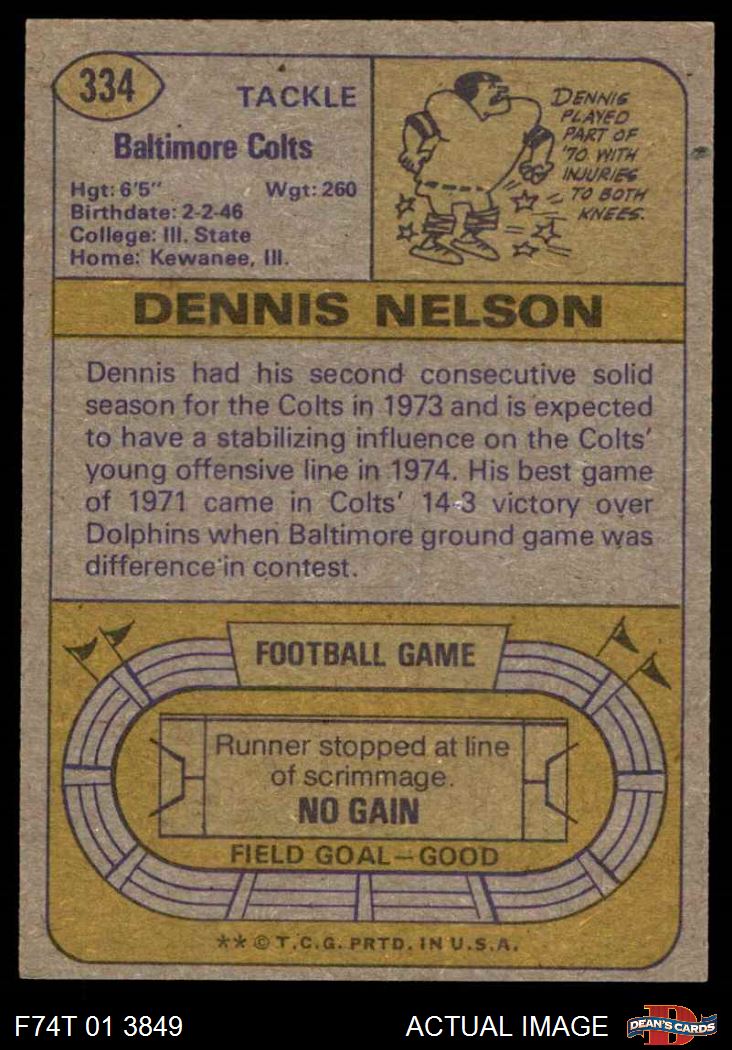 334
TACKLE
Baltimore Colts
Hgt: 6'5" Wgt: 260
Birthdate: 2-2-46
College: Ill. State
Home: Kewanee, Ill.
DENNIS
PLAYED
PART OF
'70 WITH
INJURIES
TO BOTH
KNEES.
DENNIS NELSON
Dennis had his second consecutive solid
season for the Colts in 1973 and is expected
to have a stabilizing influence on the Colts'
young offensive line in 1974. His best game
of 1971 came in Colts' 14-3 victory over
Dolphins when Baltimore ground game was
difference in contest.
FOOTBALL GAME
Runner stopped at line
of scrimmage.
NO GAIN
FIELD GOAL—GOOD
** © T.C.G. PRTD. IN U.S.A.
F74T 01 3849 ACTUAL IMAGE D DEAN'S CARDS